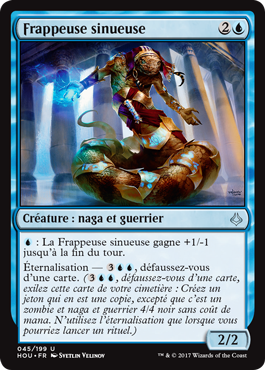 Frappeuse sinueuse 2
Créature : naga et guerrier
: La Frappeuse sinueuse gagne +1/-1
jusqu'à la fin du tour.
Éternalisation — 3, défaussez-vous
d'une carte. (3, défaussez-vous d'une carte,
exilez cette carte de votre cimetière : Créez un
jeton qui en est une copie, excepté que c'est un
zombie et naga et guerrier 4/4 noir sans coût de
mana. N'utilisez l'éternalisation que lorsque vous
pourriez lancer un rituel.)
2/2
045/199 U
HOU • FR Svetlin Velinov
™ & © 2017 Wizards of the Coast